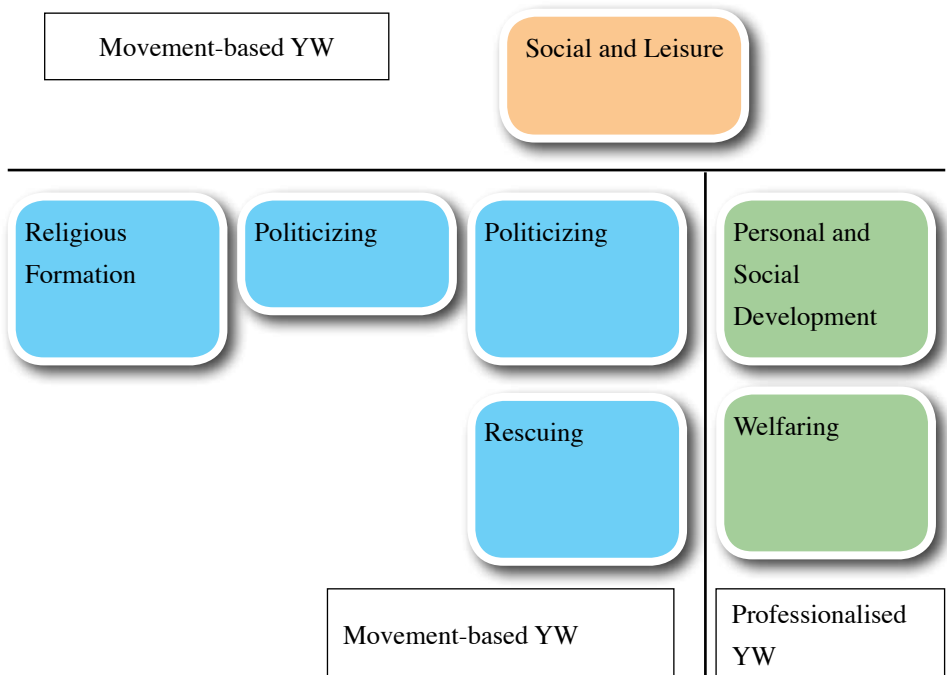 Movement-based YW
Social and Leisure
Religious
Formation
Politicizing
Politicizing
Personal and
Social
Development
Rescuing
Welfaring
Movement-based YW
Professionalised
YW